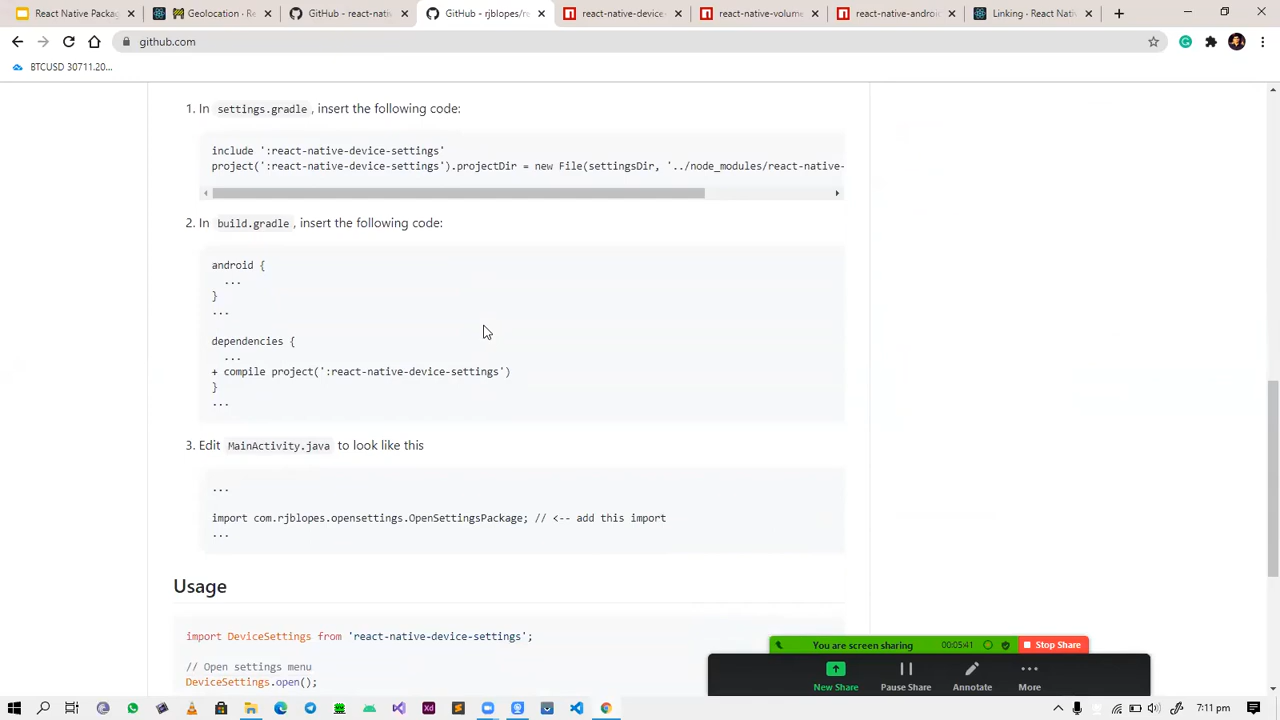 React Native Packag
Geolocation · Rea
GitHub - react-nativ
GitHub - rjblopes/re
react-native-device
react-native-volume
react-native-androi
Linking · React Nat
github.com
BTCUSD 30711.20...
1. In settings.gradle, insert the following code:
include ':react-native-device-settings'
project(':react-native-device-settings').projectDir = new File(settingsDir, '../node_modules/react-native-
2. In build.gradle, insert the following code:
android {
...
}
...
dependencies {
...
+ compile project(':react-native-device-settings')
}
...
3. Edit MainActivity.java to look like this
...
import com.rjblopes.opensettings.OpenSettingsPackage; // <-- add this import
...
Usage
import DeviceSettings from 'react-native-device-settings';
// Open settings menu
DeviceSettings.open();
You are screen sharing 00:05:41 Stop Share
New Share Pause Share Annotate More
7:11 pm